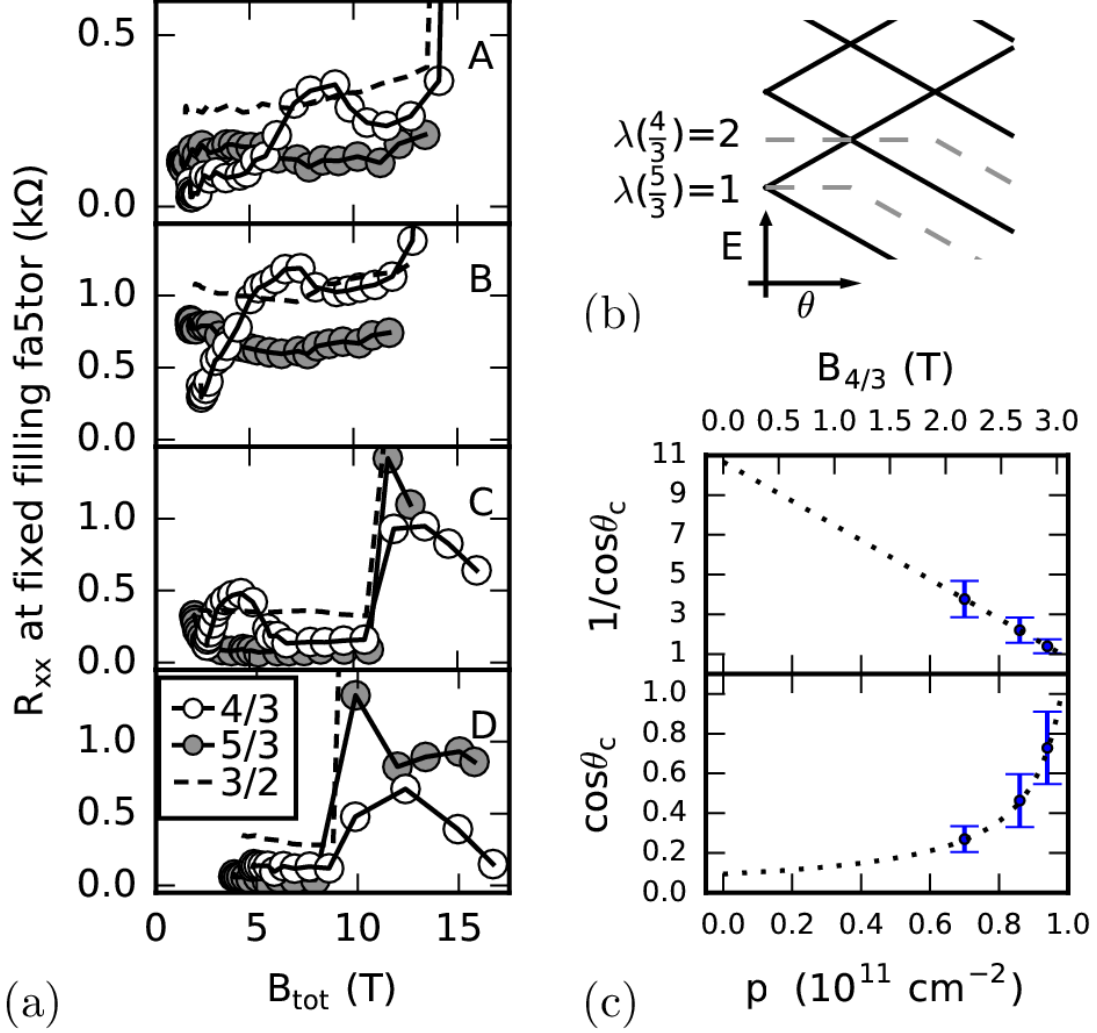 R_xx at fixed filling fa5tor (kΩ)
0.5
0.0
A
1.0
0.5
0.0
B
1.0
0.5
0.0
C
1.0
0.5
0.0
D
4/3
5/3
3/2
0 5 10 15
B_tot (T)
(a)
λ(4/3)=2
λ(5/3)=1
E
θ
(b)
B_4/3 (T)
0.0 0.5 1.0 1.5 2.0 2.5 3.0
1/cosθ_c
11
9
7
5
3
1
cosθ_c
1.0
0.8
0.6
0.4
0.2
0.0
0.0 0.2 0.4 0.6 0.8 1.0
p (10^11 cm^−2)
(c)